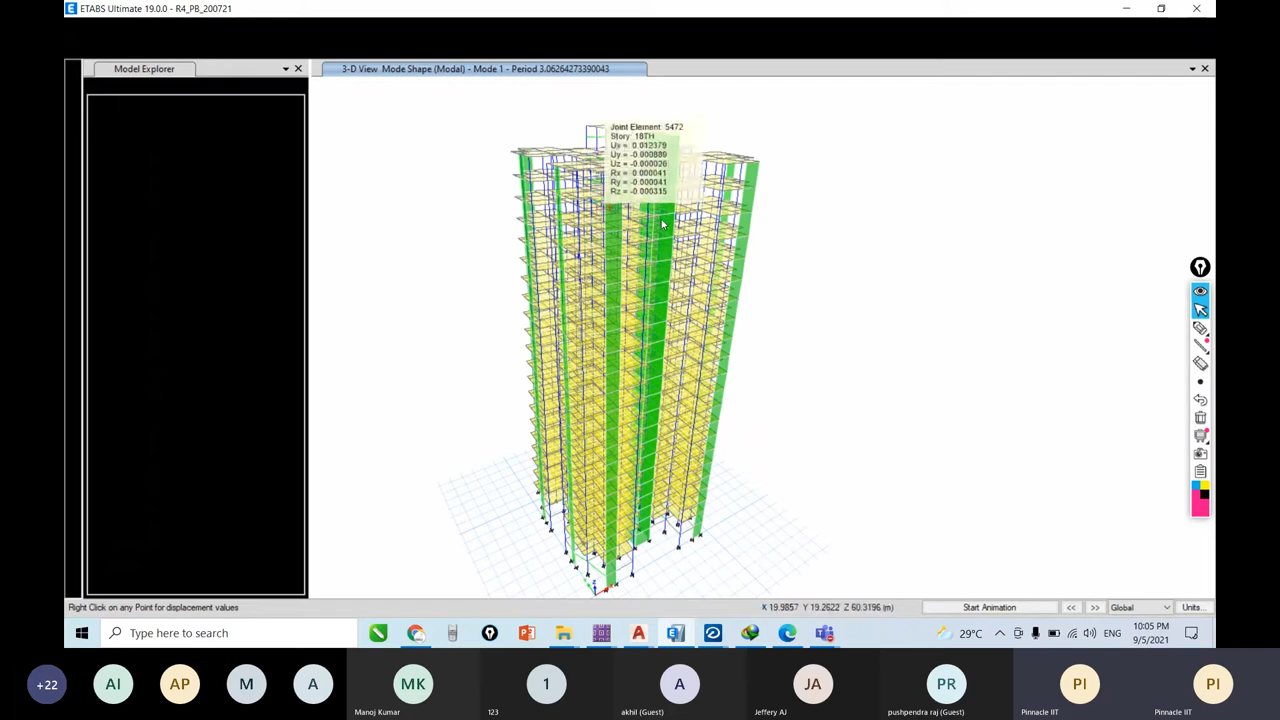 ETABS Ultimate 19.0.0 - R4_PB_200721
Model Explorer
3-D View Mode Shape (Modal) - Mode 1 - Period 3.06264273390043
Joint Element: 5472
Story: 18TH
Ux = 0.012379
Uy = -0.000889
Uz = -0.000026
Rx = 0.000041
Ry = -0.000041
Rz = -0.000315
Right Click on any Point for displacement values
X 19.9857 Y 19.2622 Z 60.3196 (m)
Start Animation
<<
>>
Global
Units...
Type here to search
29°C
ENG
10:05 PM
9/5/2021
+22
AI
AP
M
A
MK
Manoj Kumar
1
123
A
akhil (Guest)
JA
Jeffery AJ
PR
pushpendra raj (Guest)
PI
Pinnacle IIT
PI
Pinnacle IIT